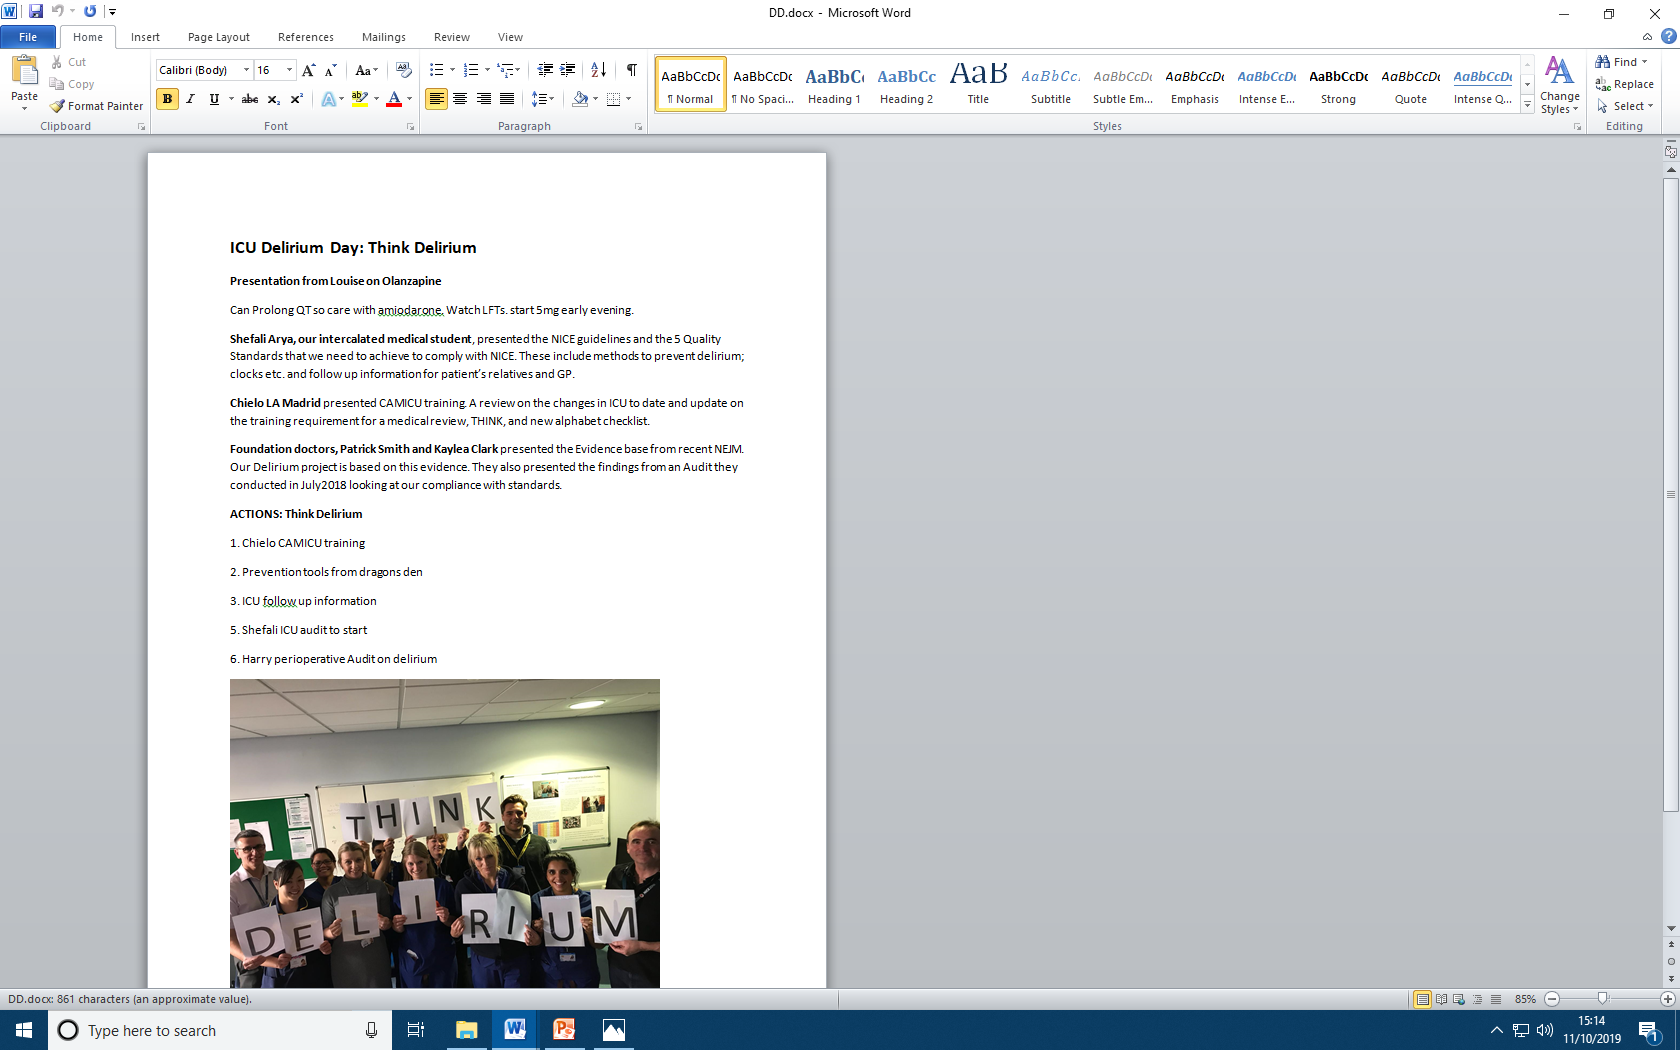 DD.docx - Microsoft Word
File Home Insert Page Layout References Mailings Review View
Paste
Cut
Copy
Format Painter
Clipboard
Calibri (Body) 16
Font
Paragraph
AaBbCcDc AaBbCcDc AaBbCc AaBbCc AaB AaBbCc. AaBbCcDc AaBbCcDc AaBbCcDc AaBbCcDc AaBbCcDc AaBbCcDc
¶ Normal ¶ No Spaci... Heading 1 Heading 2 Title Subtitle Subtle Em... Emphasis Intense E... Strong Quote Intense Q...
Styles
Change Styles
Find
Replace
Select
Editing
ICU Delirium Day: Think Delirium
Presentation from Louise on Olanzapine
Can Prolong QT so care with amiodarone. Watch LFTs. start 5mg early evening.
Shefali Arya, our intercalated medical student, presented the NICE guidelines and the 5 Quality
Standards that we need to achieve to comply with NICE. These include methods to prevent delirium;
clocks etc. and follow up information for patient's relatives and GP.
Chielo LA Madrid presented CAMICU training. A review on the changes in ICU to date and update on
the training requirement for a medical review, THINK, and new alphabet checklist.
Foundation doctors, Patrick Smith and Kaylea Clark presented the Evidence base from recent NEJM.
Our Delirium project is based on this evidence. They also presented the findings from an Audit they
conducted in July2018 looking at our compliance with standards.
ACTIONS: Think Delirium
1. Chielo CAMICU training
2. Prevention tools from dragons den
3. ICU follow up information
5. Shefali ICU audit to start
6. Harry perioperative Audit on delirium
THINK
DELIRIUM
DD.docx: 861 characters (an approximate value).
85%
Type here to search
15:14
11/10/2019
1